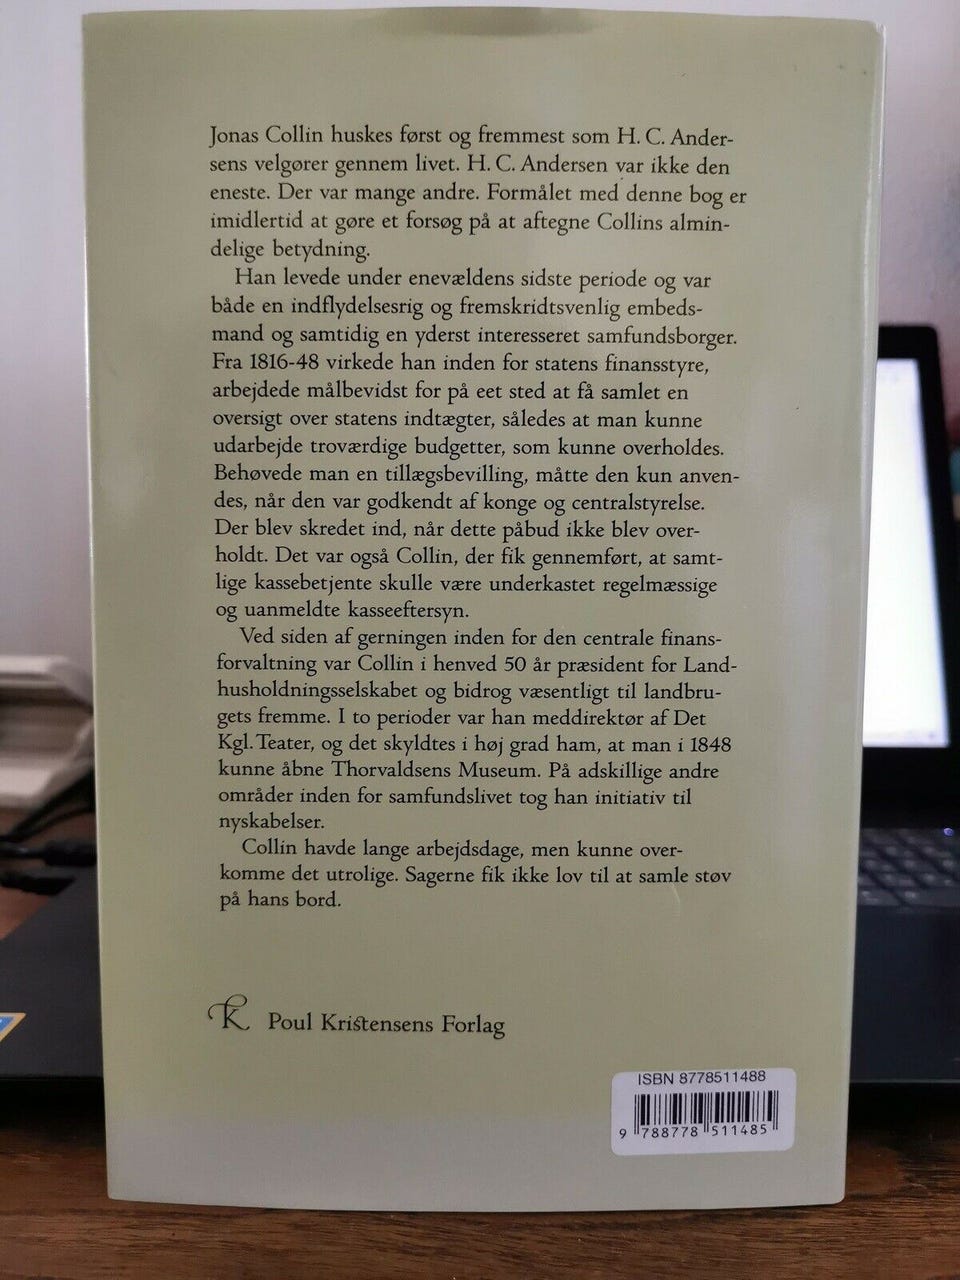 Jonas Collin huskes først og fremmest som H. C. Ander-
sens velgører gennem livet. H. C. Andersen var ikke den
eneste. Der var mange andre. Formålet med denne bog er
imidlertid at gøre et forsøg på at aftegne Collins almin-
delige betydning.
Han levede under enevældens sidste periode og var
både en indflydelsesrig og fremskridtsvenlig embeds-
mand og samtidig en yderst interesseret samfundsborger.
Fra 1816-48 virkede han inden for statens finansstyre,
arbejdede målbevidst for på eet sted at få samlet en
oversigt over statens indtægter, således at man kunne
udarbejde troværdige budgetter, som kunne overholdes.
Behøvede man en tillægsbevilling, måtte den kun anven-
des, når den var godkendt af konge og centralstyrelse.
Der blev skredet ind, når dette påbud ikke blev over-
holdt. Det var også Collin, der fik gennemført, at samt-
lige kassebetjente skulle være underkastet regelmæssige
og uanmeldte kasseeftersyn.
Ved siden af gerningen inden for den centrale finans-
forvaltning var Collin i henved 50 år præsident for Land-
husholdningsselskabet og bidrog væsentligt til landbru-
gets fremme. I to perioder var han meddirektør af Det
Kgl. Teater, og det skyldtes i høj grad ham, at man i 1848
kunne åbne Thorvaldsens Museum. På adskillige andre
områder inden for samfundslivet tog han initiativ til
nyskabelser.
Collin havde lange arbejdsdage, men kunne over-
komme det utrolige. Sagerne fik ikke lov til at samle støv
på hans bord.
K Poul Kristensens Forlag
ISBN 8778511488
9 788778 511485